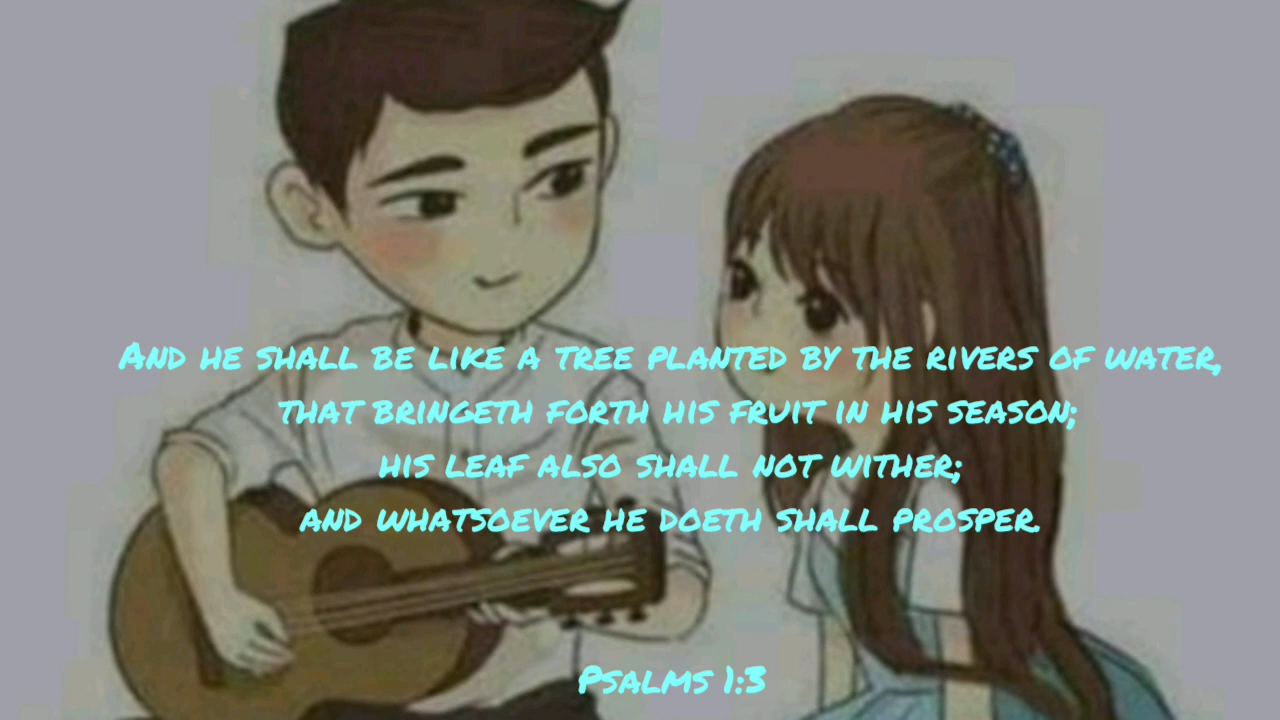 And he shall be like a tree planted by the rivers of water,
that bringeth forth his fruit in his season;
his leaf also shall not wither;
and whatsoever he doeth shall prosper.
Psalms 1:3